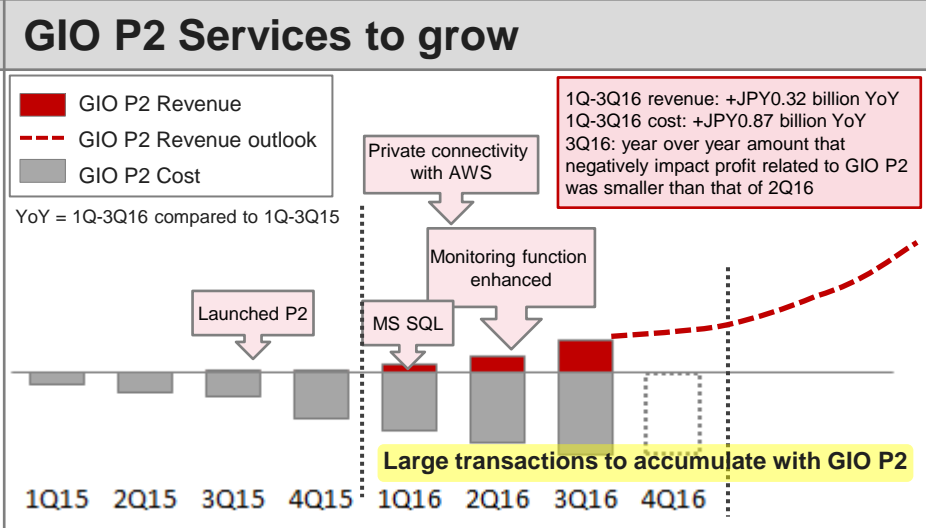 GIO P2 Services to grow
GIO P2 Revenue
GIO P2 Revenue outlook
GIO P2 Cost
YoY = 1Q-3Q16 compared to 1Q-3Q15
1Q-3Q16 revenue: +JPY0.32 billion YoY
1Q-3Q16 cost: +JPY0.87 billion YoY
3Q16: year over year amount that
negatively impact profit related to GIO P2
was smaller than that of 2Q16
Private connectivity
with AWS
Monitoring function
enhanced
Launched P2
MS SQL
Large transactions to accumulate with GIO P2
1Q15 2Q15 3Q15 4Q15 1Q16 2Q16 3Q16 4Q16